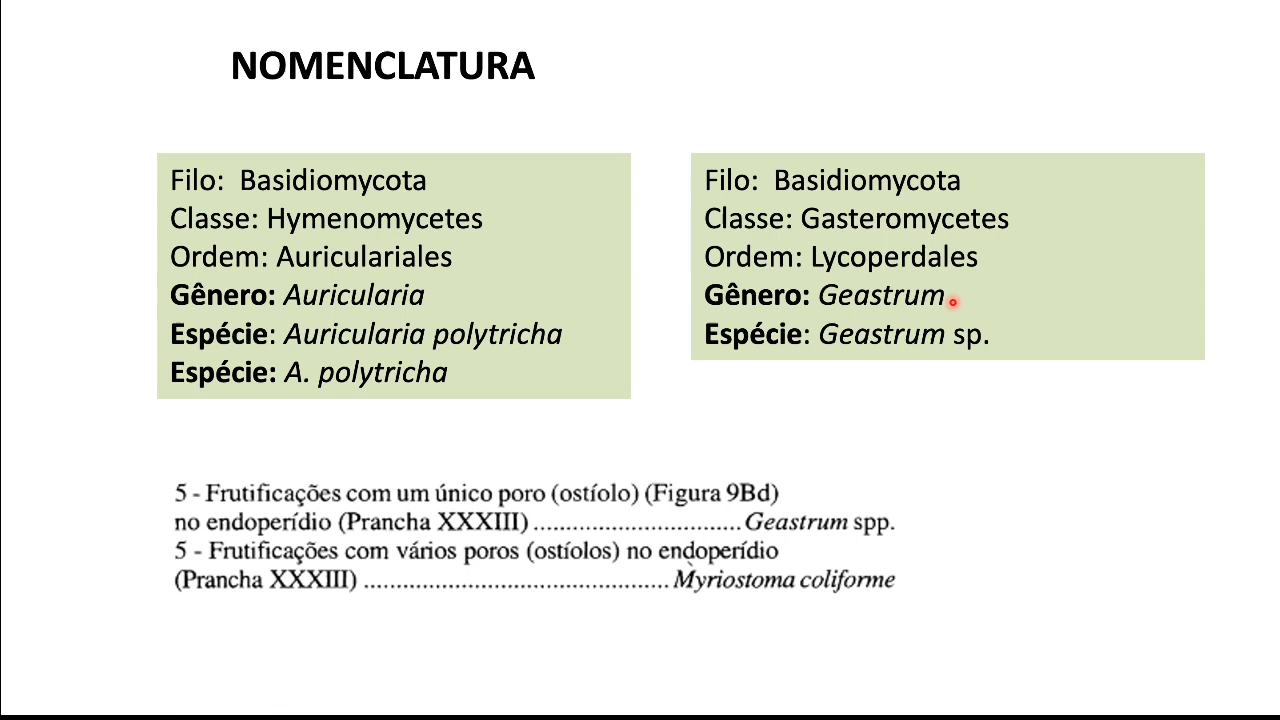 NOMENCLATURA
Filo:  Basidiomycota
Classe: Hymenomycetes
Ordem: Auriculariales
Gênero: Auricularia
Espécie: Auricularia polytricha
Espécie: A. polytricha
Filo:  Basidiomycota
Classe: Gasteromycetes
Ordem: Lycoperdales
Gênero: Geastrum
Espécie: Geastrum sp.
5 - Frutificações com um único poro (ostíolo) (Figura 9Bd)
no endoperídio (Prancha XXXIII) ............................... Geastrum spp.
5 - Frutificações com vários poros (ostíolos) no endoperídio
(Prancha XXXIII) .............................................. Myriostoma coliforme